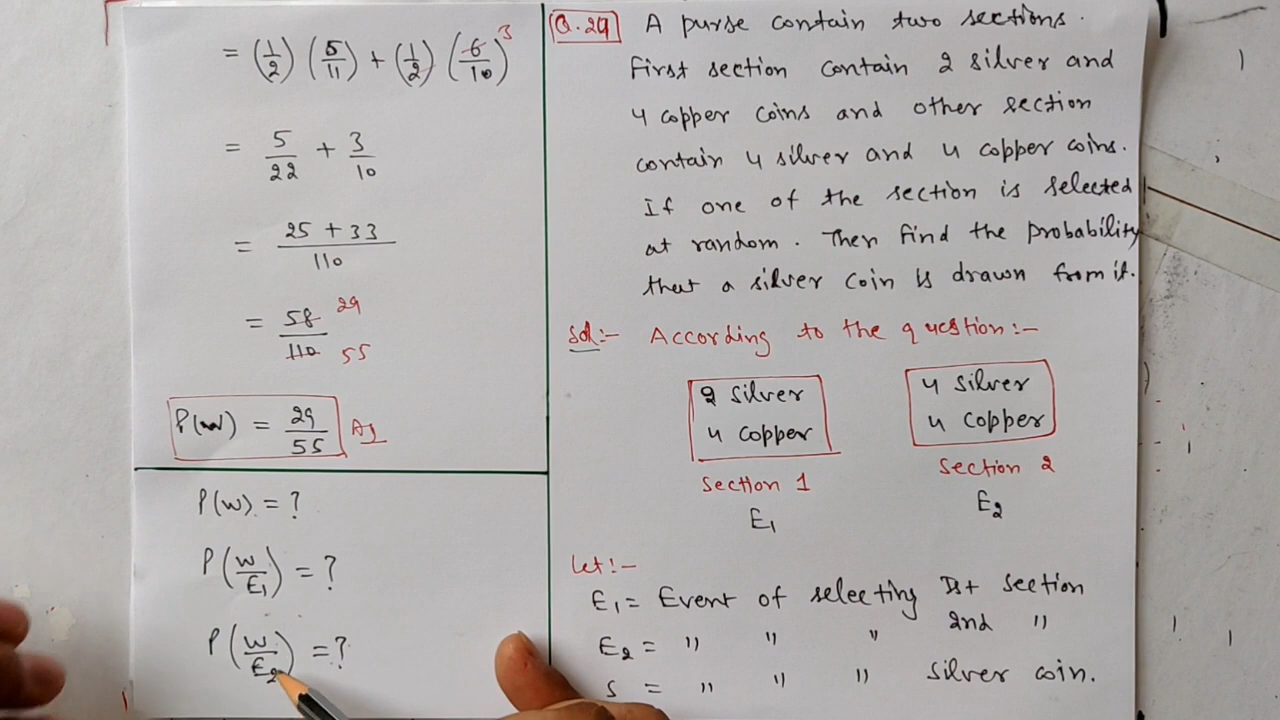 = (1/2) (5/11) + (1/2) (6/10) 3
= 5/22 + 3/10
= 25 + 33 / 110
= 58/110 29 55
P(W) = 29/55 Ag
P(W) = ?
P(W/E₁) = ?
P(W/E₂) = ?
Q.29 A purse contain two sections.
First section contain 2 silver and
4 copper coins and other section
contain 4 silver and 4 copper coins.
If one of the section is selected
at random. Then find the probability
that a silver coin is drawn from it.
Sol:- According to the question:-
2 silver
4 copper
Section 1
E₁
4 silver
4 copper
Section 2
E₂
Let:-
E₁ = Event of selecting Ist section
E₂ = " " " 2nd "
S = " " " silver coin.